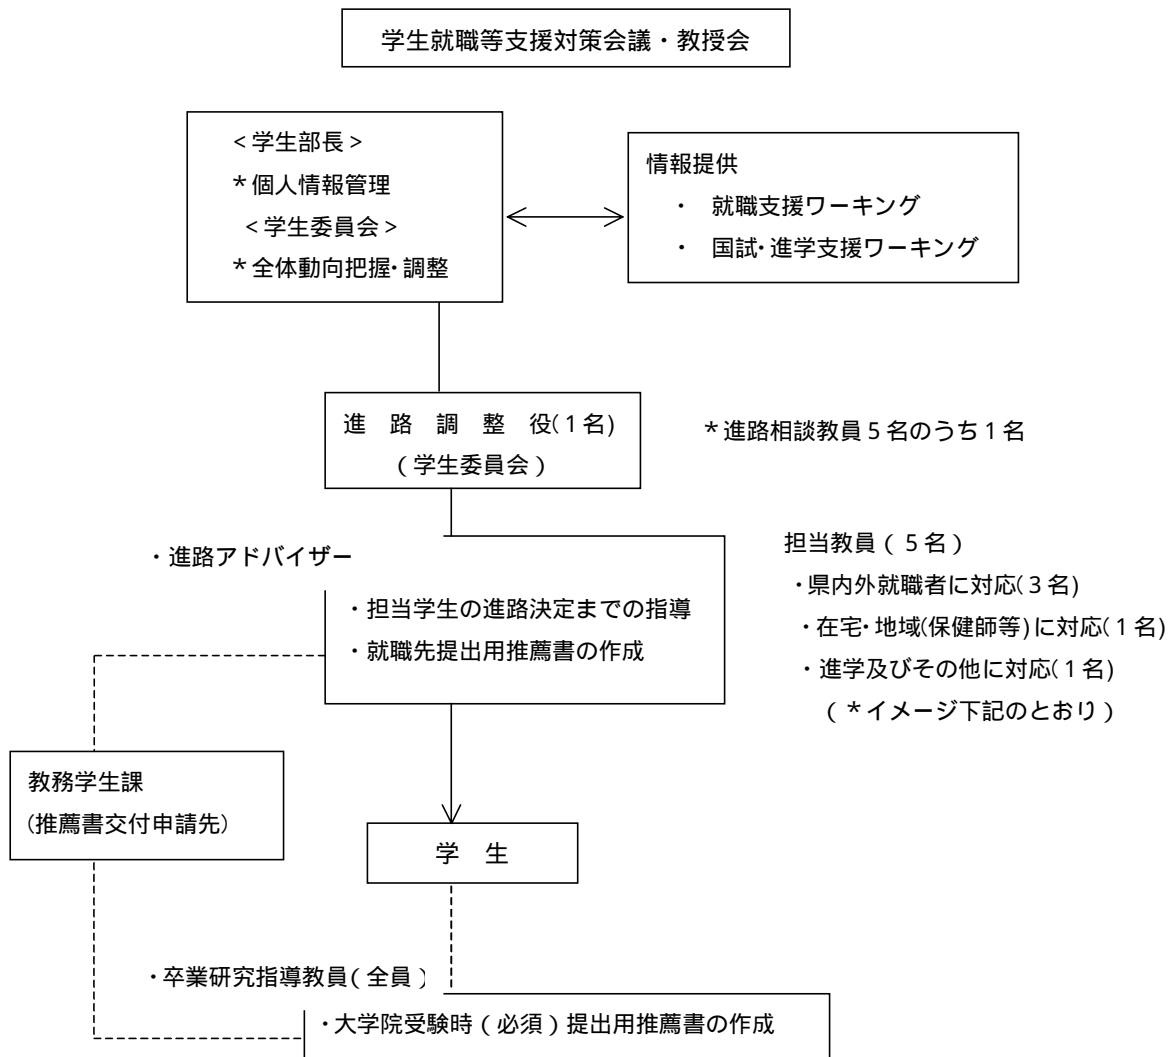 学生就職等支援対策会議・教授会
<学生部長>
*個人情報管理
<学生委員会>
*全体動向把握・調整
情報提供
・ 就職支援ワーキング
・ 国試・進学支援ワーキング
進 路 調 整 役(1名)
(学生委員会)
*進路相談教員5名のうち1名
・進路アドバイザー
・担当学生の進路決定までの指導
・就職先提出用推薦書の作成
担当教員(5名)
・県内外就職者に対応(3名)
・在宅・地域(保健師等)に対応(1名)
・進学及びその他に対応(1名)
(*イメージ下記のとおり)
教務学生課
(推薦書交付申請先)
学 生
・卒業研究指導教員(全員)
・大学院受験時(必須)提出用推薦書の作成